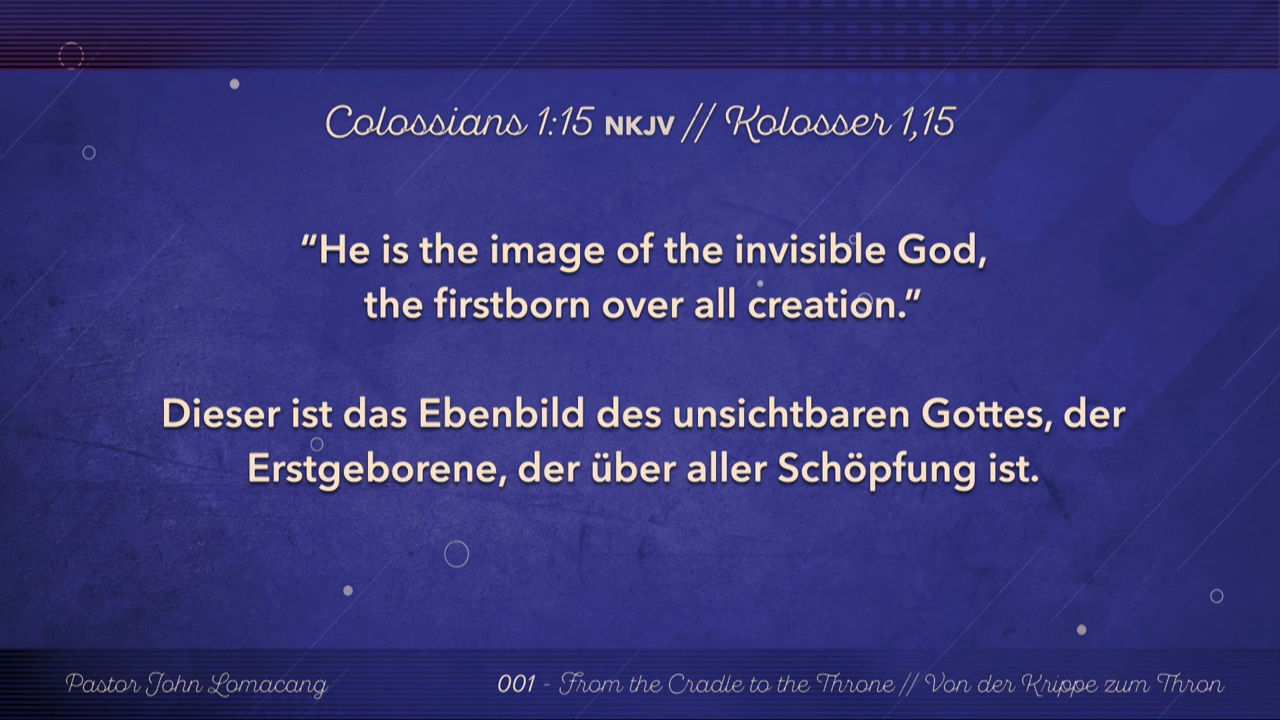 Colossians 1:15 NKJV // Kolosser 1,15
“He is the image of the invisible God,
the firstborn over all creation.”
Dieser ist das Ebenbild des unsichtbaren Gottes, der
Erstgeborene, der über aller Schöpfung ist.
Pastor John Lomacang
001 - From the Cradle to the Throne // Von der Krippe zum Thron